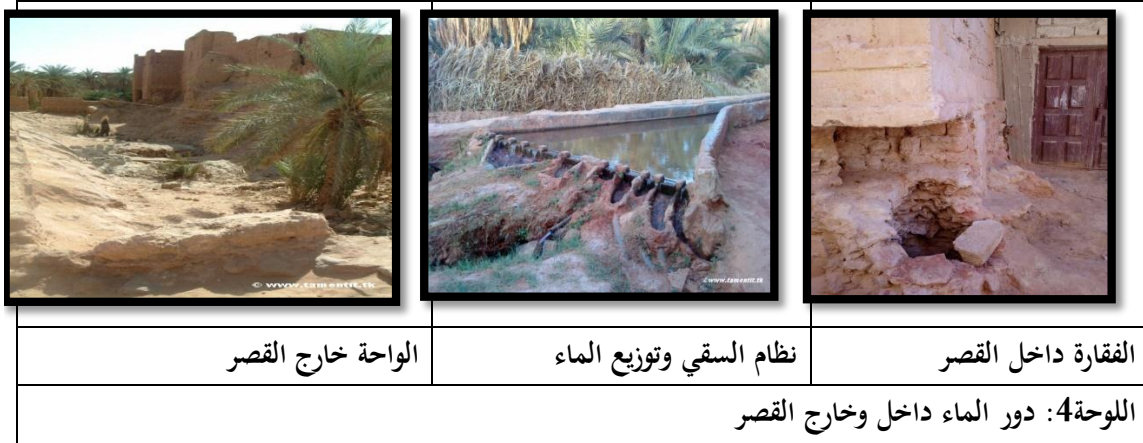 © www.tamentit.tk
© www.tamentit.tk
الفقارة داخل القصر
نظام السقي وتوزيع الماء
الواحة خارج القصر
اللوحة4: دور الماء داخل وخارج القصر